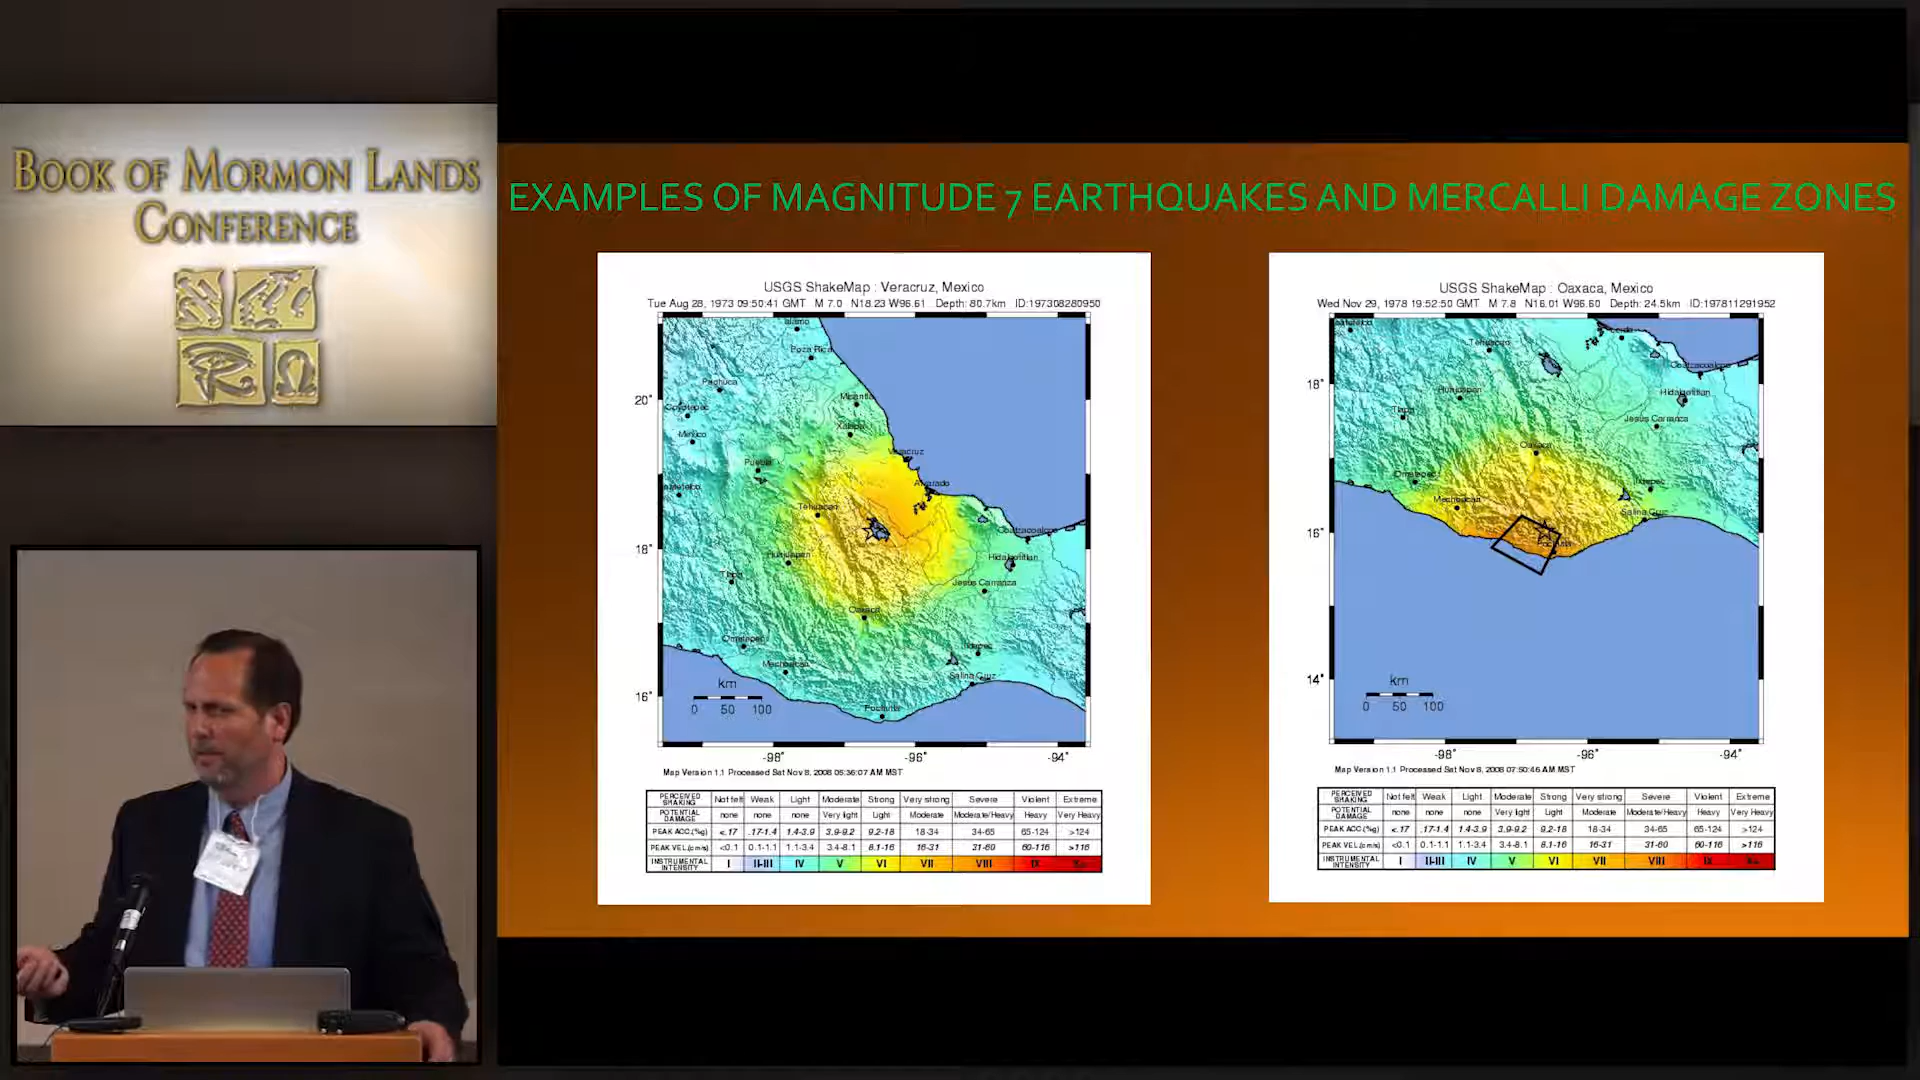 BOOK OF MORMON LANDS
CONFERENCE
EXAMPLES OF MAGNITUDE 7 EARTHQUAKES AND MERCALLI DAMAGE ZONES
USGS ShakeMap : Veracruz, Mexico
Tue Aug 28, 1973 09:50:41 GMT M 7.0 N18.23 W96.61 Depth: 80.7km ID:197308280950
Poza Rica
Pachuca
20°
Misantla
Xalapa
Mexico
Veracruz
Puebla
Alvarado
Tehuacan
Coatzacoalcos
18°
Huajuapan
Hidalgotitlan
Tlapa
Jesus Carranza
Oaxaca
Ometepec
Ixtepec
Mechoacan
Salina Cruz
km
16°
0 50 100
Pochutla
-98° -96° -94°
Map Version 1.1 Processed Sat Nov 8, 2008 05:36:07 AM MST
PERCEIVED SHAKING Not felt Weak Light Moderate Strong Very strong Severe Violent Extreme
POTENTIAL DAMAGE none none none Very light Light Moderate Moderate/Heavy Heavy Very Heavy
PEAK ACC.(%g) <.17 .17-1.4 1.4-3.9 3.9-9.2 9.2-18 18-34 34-65 65-124 >124
PEAK VEL.(cm/s) <0.1 0.1-1.1 1.1-3.4 3.4-8.1 8.1-16 16-31 31-60 60-116 >116
INSTRUMENTAL INTENSITY I II-III IV V VI VII VIII IX X+
USGS ShakeMap : Oaxaca, Mexico
Wed Nov 29, 1978 19:52:50 GMT M 7.8 N16.01 W96.60 Depth: 24.5km ID:197811291952
Tehuacan
Coatzacoalcos
18°
Huajuapan
Hidalgotitlan
Tlapa
Jesus Carranza
Oaxaca
Ometepec
Ixtepec
Mechoacan
Salina Cruz
16°
Pochutla
14°
km
0 50 100
-98° -96° -94°
Map Version 1.1 Processed Sat Nov 8, 2008 07:50:46 AM MST
PERCEIVED SHAKING Not felt Weak Light Moderate Strong Very strong Severe Violent Extreme
POTENTIAL DAMAGE none none none Very light Light Moderate Moderate/Heavy Heavy Very Heavy
PEAK ACC.(%g) <.17 .17-1.4 1.4-3.9 3.9-9.2 9.2-18 18-34 34-65 65-124 >124
PEAK VEL.(cm/s) <0.1 0.1-1.1 1.1-3.4 3.4-8.1 8.1-16 16-31 31-60 60-116 >116
INSTRUMENTAL INTENSITY I II-III IV V VI VII VIII IX X+